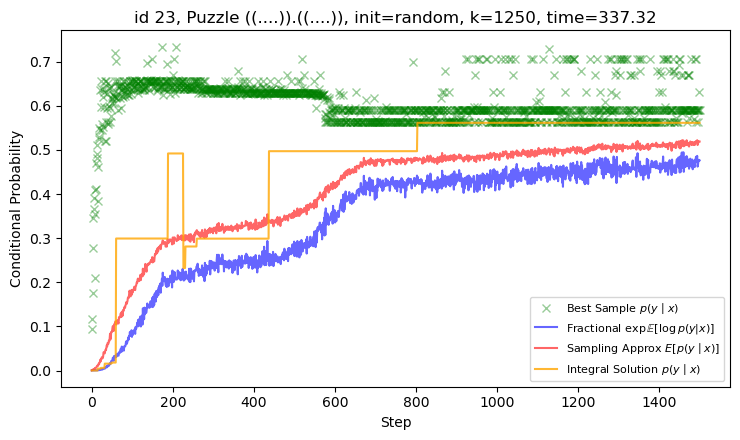 id 23, Puzzle ((....)).((....)), init=random, k=1250, time=337.32
Conditional Probability
0.7
0.6
0.5
0.4
0.3
0.2
0.1
0.0
0
200
400
600
800
1000
1200
1400
Step
Best Sample p(y | x)
Fractional exp𝔼[log p(y|x)]
Sampling Approx E[p(y | x)]
Integral Solution p(y | x)